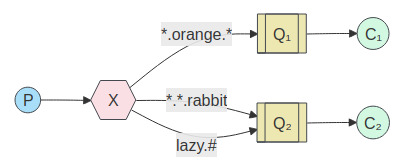 *.orange.*
Q₁
C₁
P
X
*.*.rabbit
Q₂
C₂
lazy.#